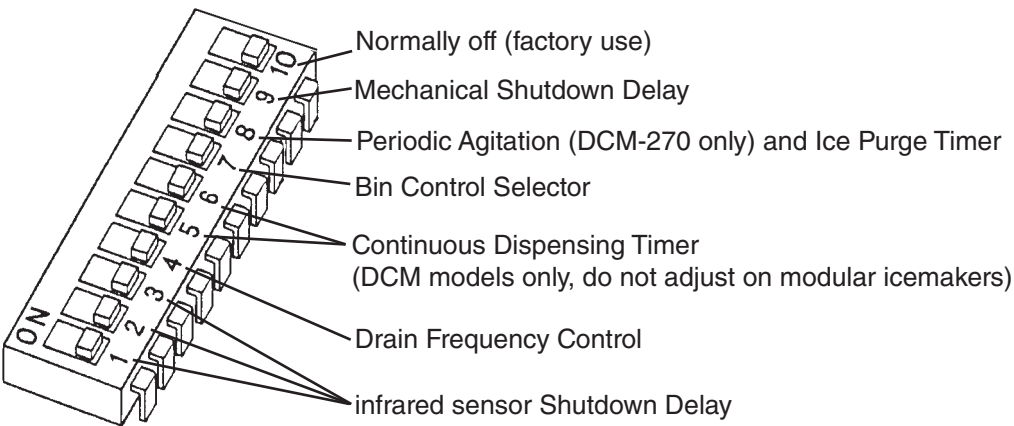 Normally off (factory use)
10
Mechanical Shutdown Delay
9
Periodic Agitation (DCM-270 only) and Ice Purge Timer
8
Bin Control Selector
7
6
Continuous Dispensing Timer
5
(DCM models only, do not adjust on modular icemakers)
4
3
Drain Frequency Control
ON
2
1
infrared sensor Shutdown Delay